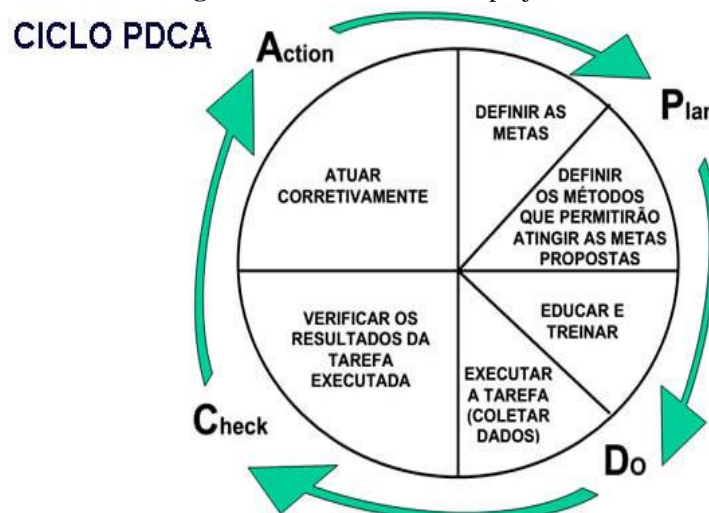 CICLO PDCA
Action
Plan
DEFINIR AS
METAS
DEFINIR
OS MÉTODOS
QUE PERMITIRÃO
ATINGIR AS METAS
PROPOSTAS
ATUAR
CORRETIVAMENTE
EDUCAR E
TREINAR
VERIFICAR OS
RESULTADOS DA
TAREFA
EXECUTADA
EXECUTAR
A TAREFA
(COLETAR
DADOS)
Check
Do